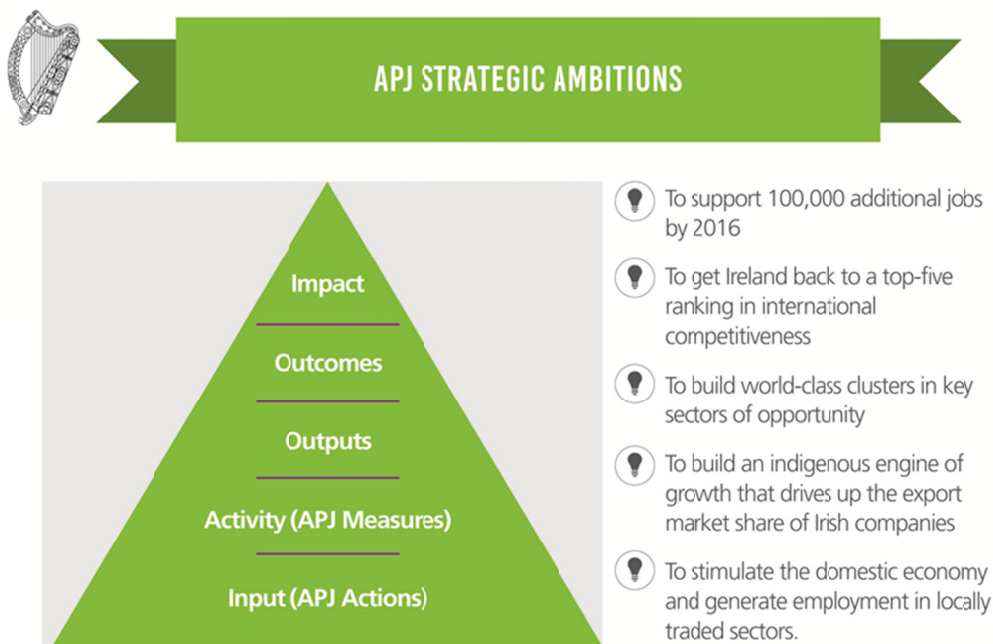 APJ STRATEGIC AMBITIONS
Impact
Outcomes
Outputs
Activity (APJ Measures)
Input (APJ Actions)
To support 100,000 additional jobs
by 2016
To get Ireland back to a top-five
ranking in international
competitiveness
To build world-class clusters in key
sectors of opportunity
To build an indigenous engine of
growth that drives up the export
market share of Irish companies
To stimulate the domestic economy
and generate employment in locally
traded sectors.